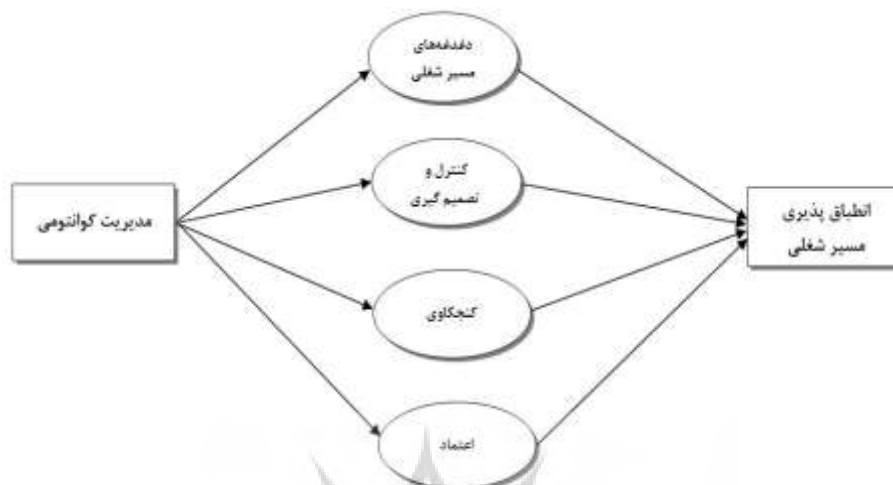 دغدغه‌های
مسیر شغلی
کنترل و
تصمیم گیری
مدیریت کوانتومی
انطباق پذیری
مسیر شغلی
کنجکاوی
اعتماد